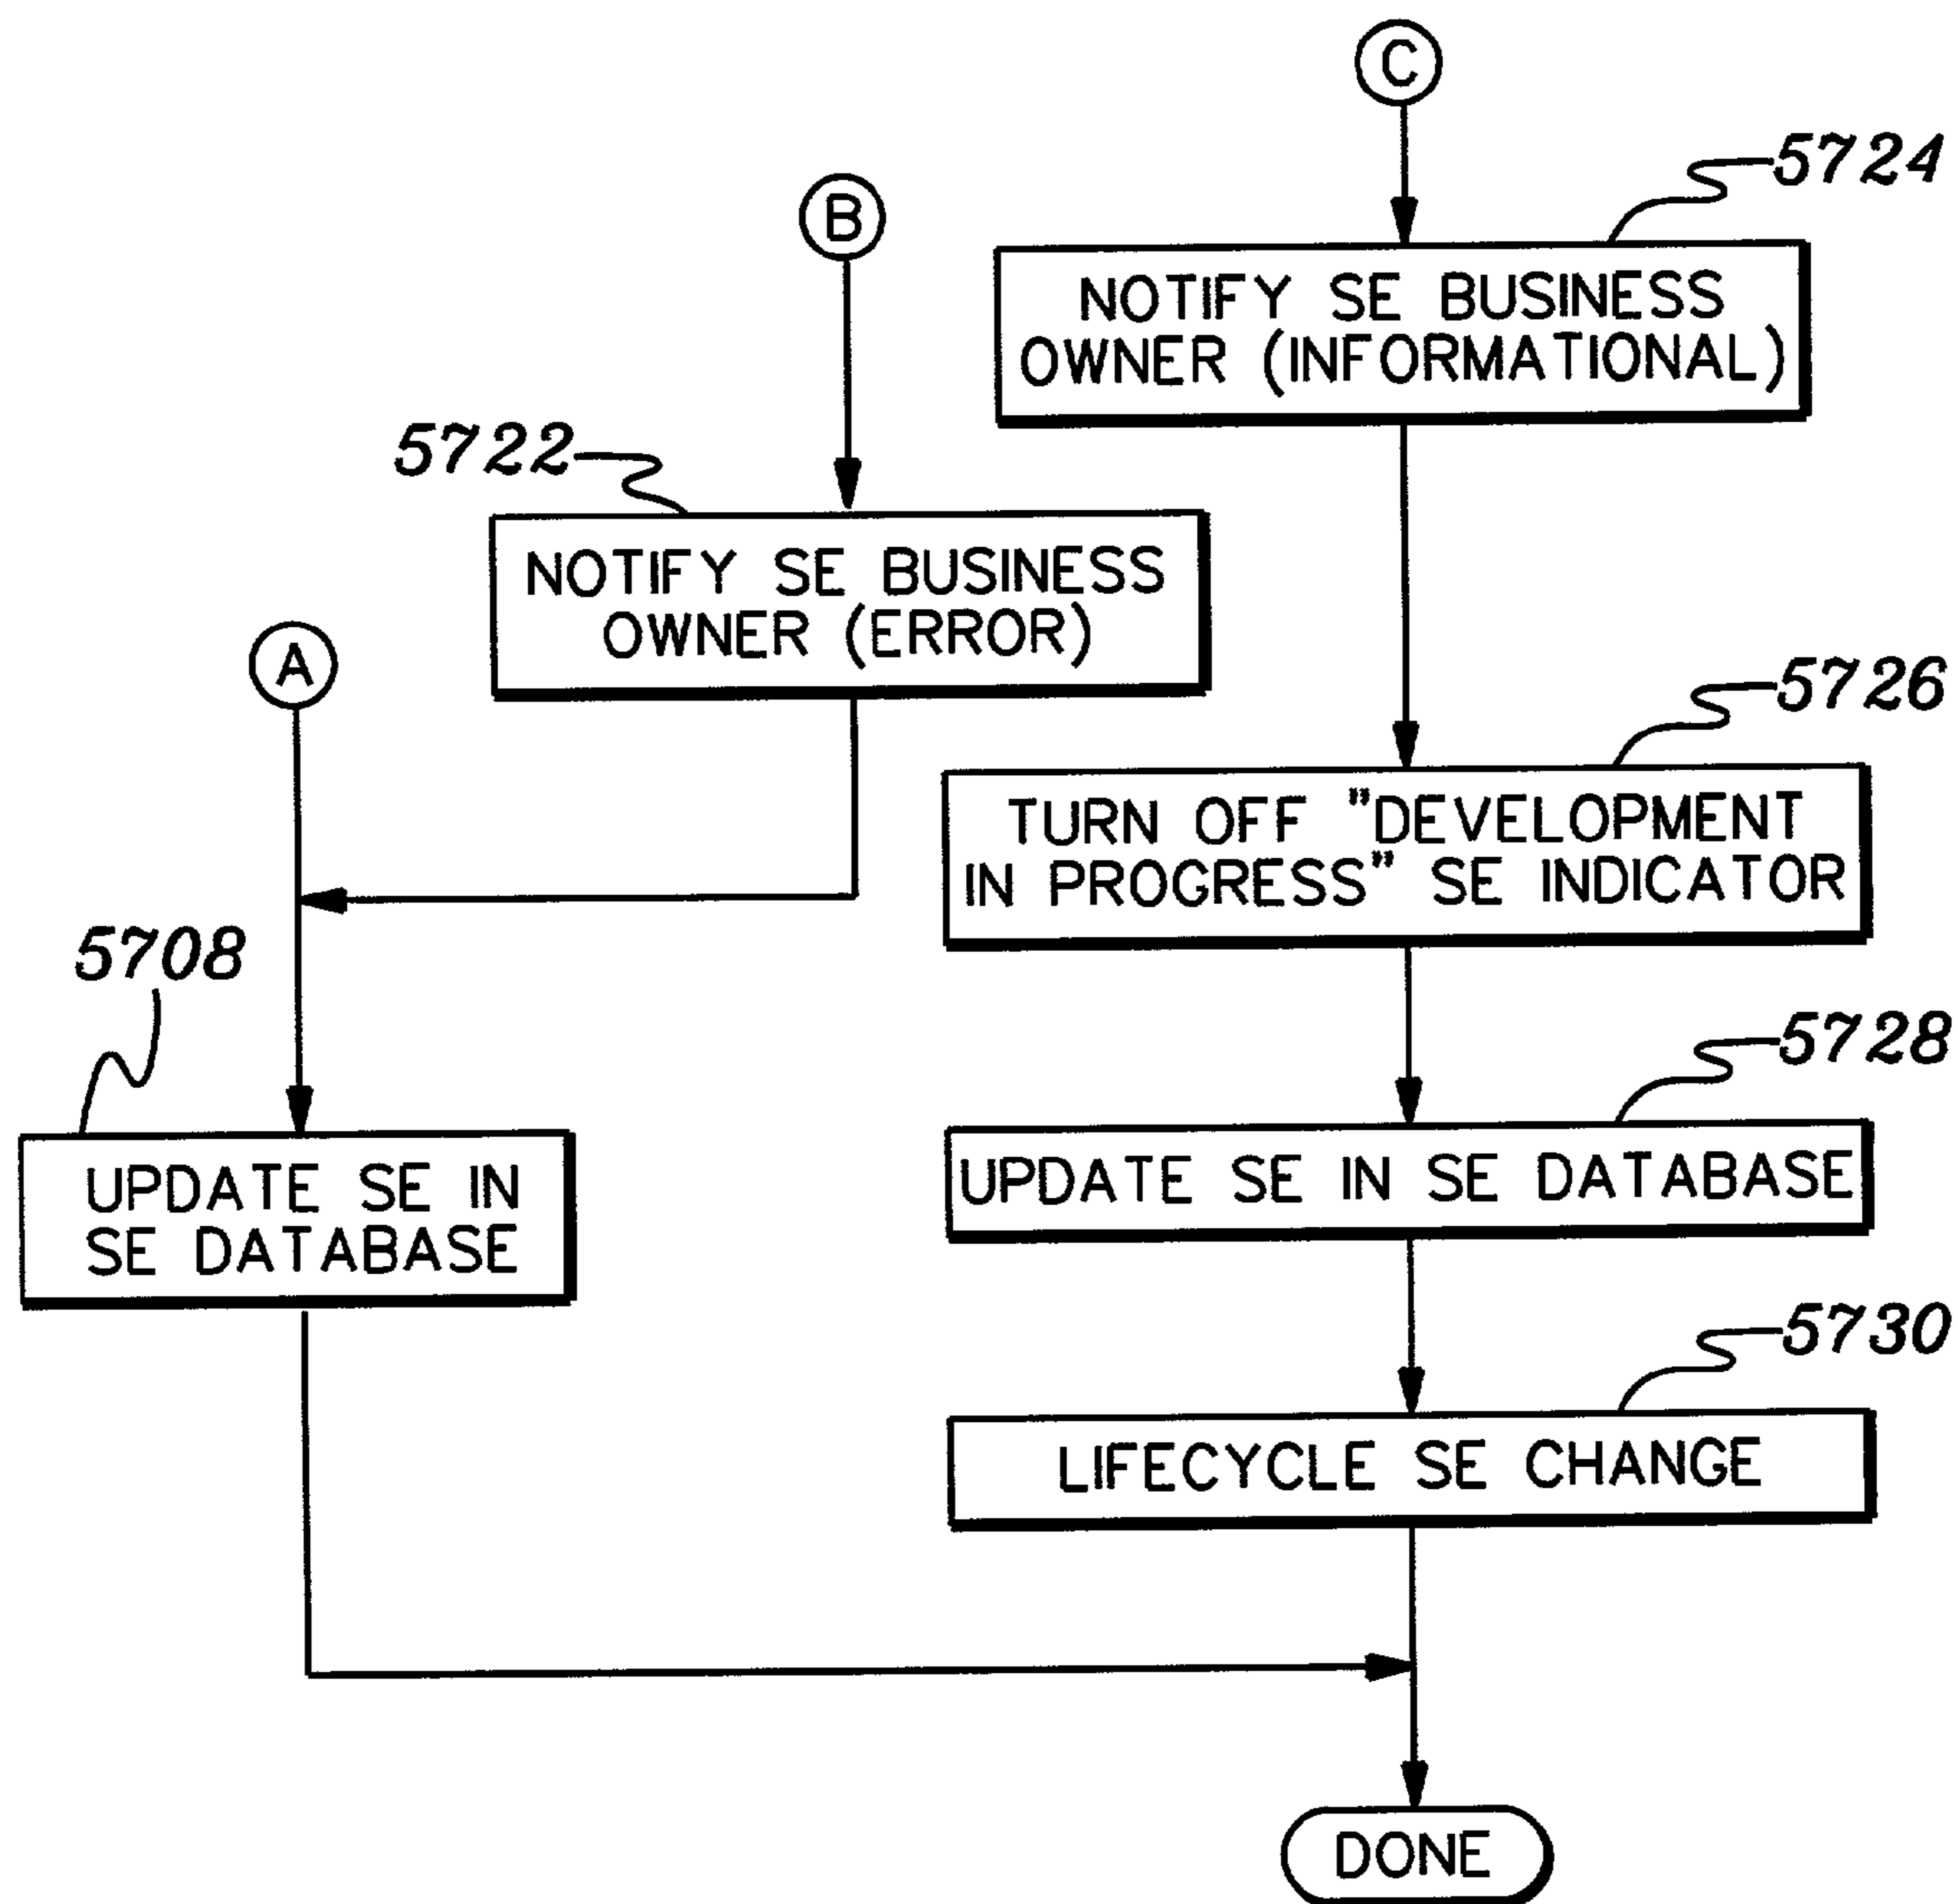 C
5724
B
NOTIFY SE BUSINESS
OWNER (INFORMATIONAL)
5722
NOTIFY SE BUSINESS
OWNER (ERROR)
A
5726
TURN OFF "DEVELOPMENT
IN PROGRESS" SE INDICATOR
5708
5728
UPDATE SE IN
SE DATABASE
UPDATE SE IN SE DATABASE
5730
LIFECYCLE SE CHANGE
DONE